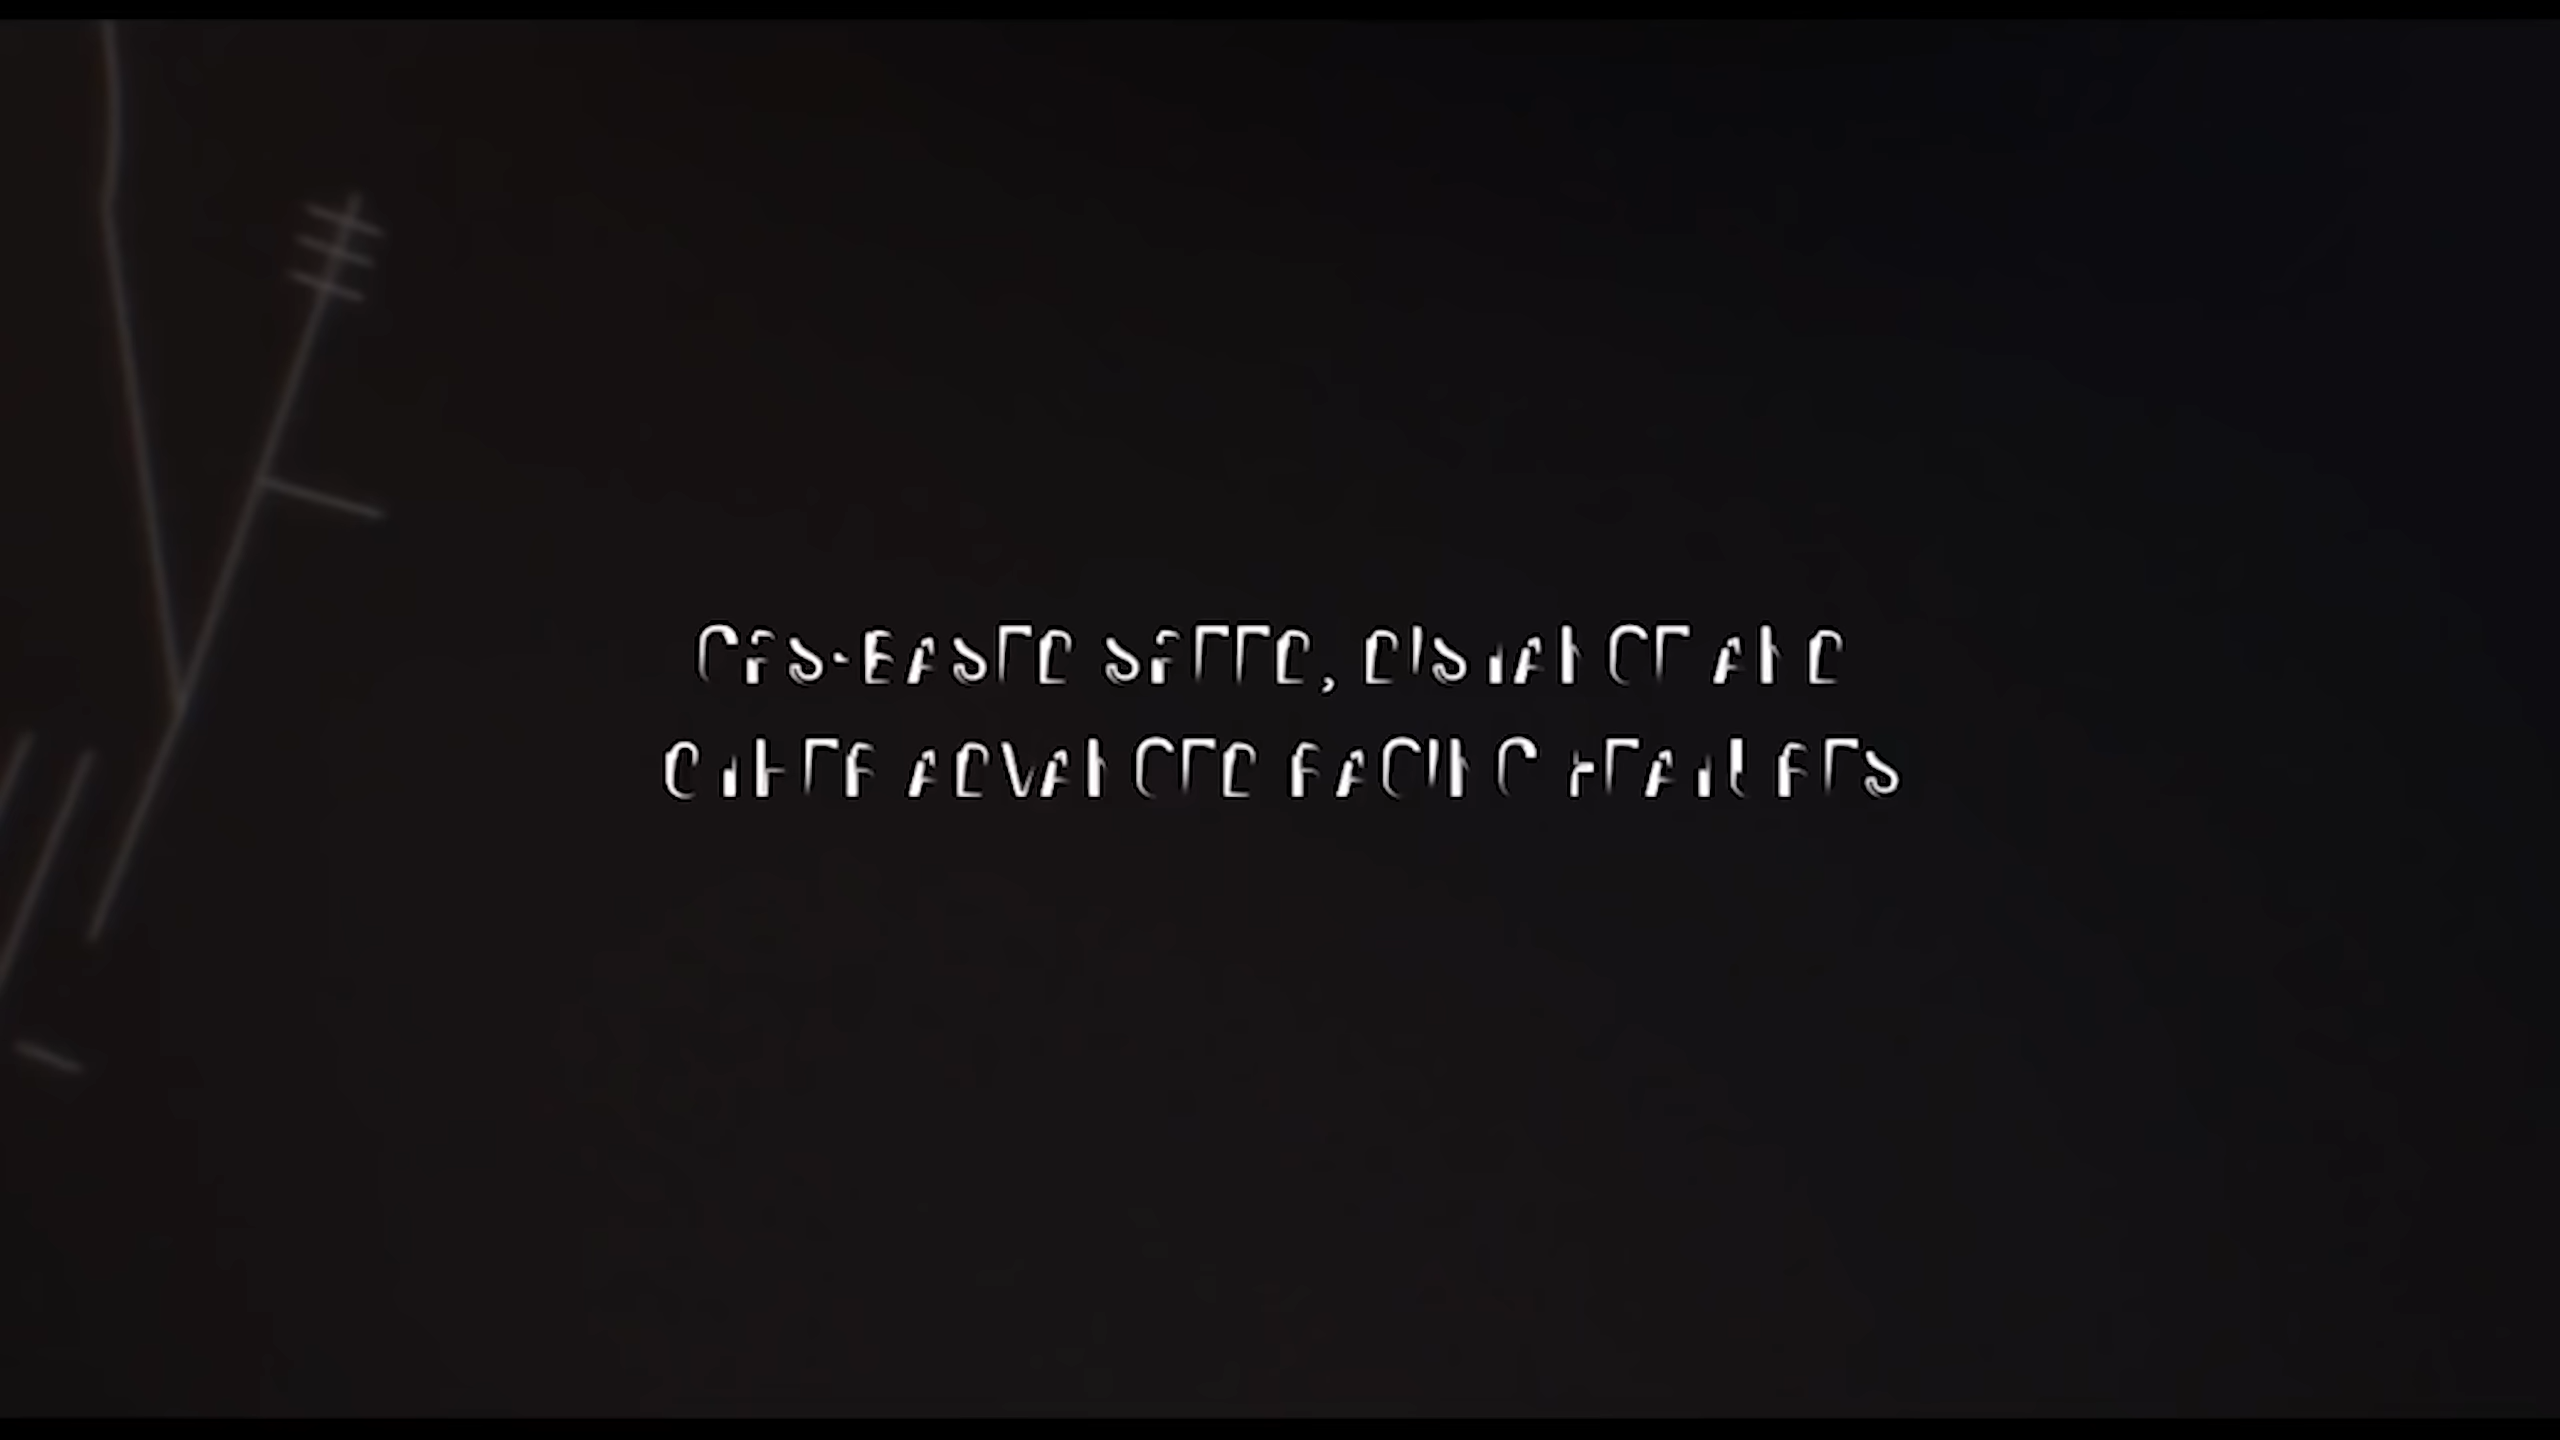 GPS-BASED SPEED, DISTANCE AND
OTHER ADVANCED RACING FEATURES